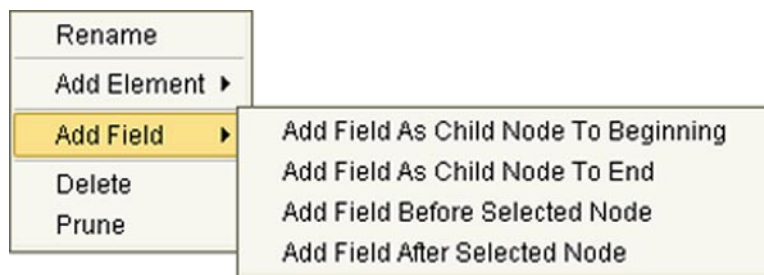 Rename
Add Element
Add Field
Delete
Prune
Add Field As Child Node To Beginning
Add Field As Child Node To End
Add Field Before Selected Node
Add Field After Selected Node